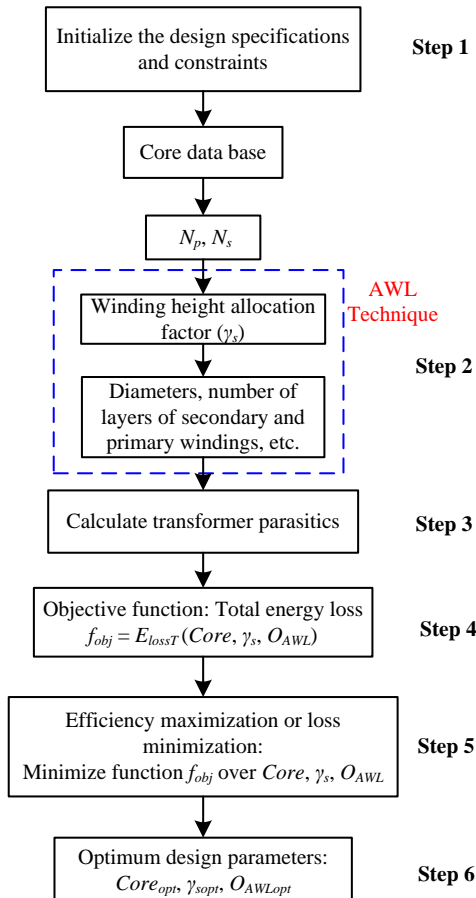 Initialize the design specifications
and constraints
Step 1
Core data base
Np, Ns
AWL
Technique
Winding height allocation
factor (γs)
Step 2
Diameters, number of
layers of secondary and
primary windings, etc.
Calculate transformer parasitics
Step 3
Objective function: Total energy loss
fobj = ElossT(Core, γs, OAWL)
Step 4
Efficiency maximization or loss
minimization:
Minimize function fobj over Core, γs, OAWL
Step 5
Optimum design parameters:
Coreopt, γsopt, OAWLopt
Step 6